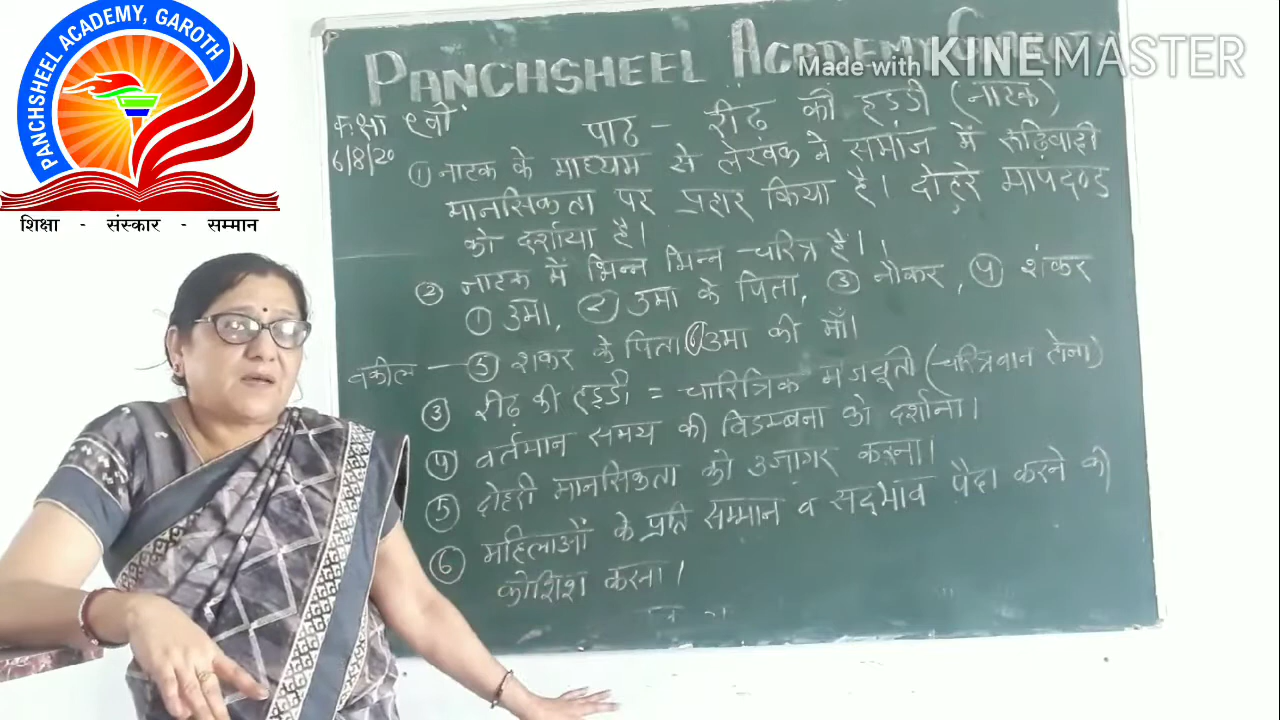 PANCHSHEEL ACADEMY, GAROTH
शिक्षा - संस्कार - सम्मान
Made with KINEMASTER
PANCHSHEEL ACADEMY
कक्षा ९वीं
6/8/20
पाठ - रीढ़ की हड्डी (नाटक)
① नाटक के माध्यम से लेखक ने समाज में रूढ़िवादी
मानसिकता पर प्रहार किया है। दोहरे मापदण्ड
को दर्शाया है।
② नाटक में भिन्न भिन्न चरित्र है।
① उमा, ② उमा के पिता, ③ नौकर, ④ शंकर
वकील — ⑤ शंकर के पिता ⑥ उमा की माँ।
③ रीढ़ की हड्डी = चारित्रिक मजबूती (चरित्रवान होना)
④ वर्तमान समय की विडम्बना को दर्शाना।
⑤ दोहरी मानसिकता को उजागर करना।
⑥ महिलाओं के प्रति सम्मान व सद्भाव पैदा करने की
कोशिश करना।